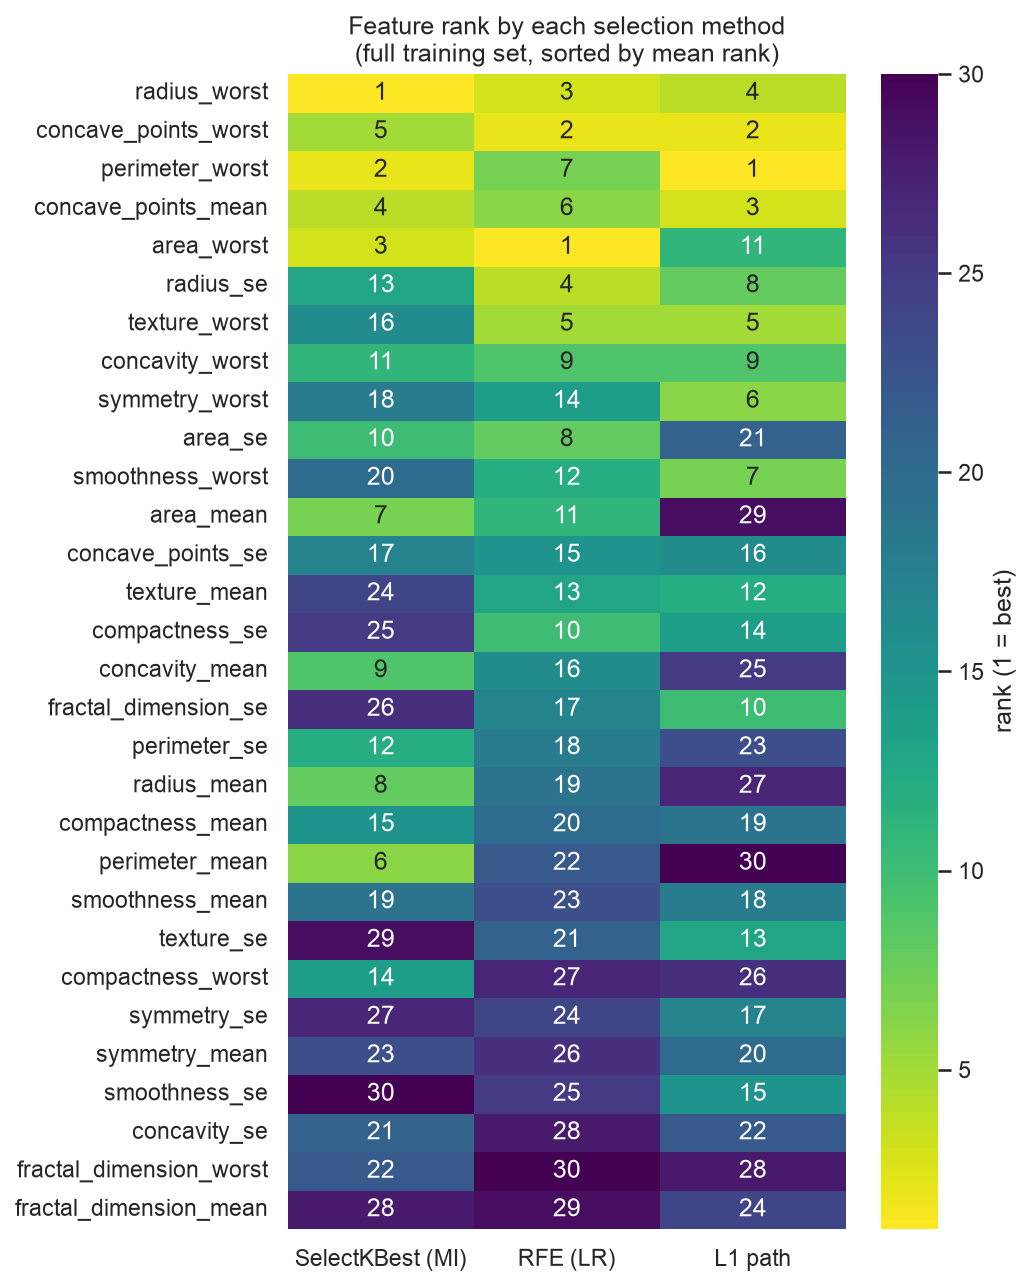 Feature rank by each selection method
(full training set, sorted by mean rank)
radius_worst 1 3 4
concave_points_worst 5 2 2
perimeter_worst 2 7 1
concave_points_mean 4 6 3
area_worst 3 1 11
radius_se 13 4 8
texture_worst 16 5 5
concavity_worst 11 9 9
symmetry_worst 18 14 6
area_se 10 8 21
smoothness_worst 20 12 7
area_mean 7 11 29
concave_points_se 17 15 16
texture_mean 24 13 12
compactness_se 25 10 14
concavity_mean 9 16 25
fractal_dimension_se 26 17 10
perimeter_se 12 18 23
radius_mean 8 19 27
compactness_mean 15 20 19
perimeter_mean 6 22 30
smoothness_mean 19 23 18
texture_se 29 21 13
compactness_worst 14 27 26
symmetry_se 27 24 17
symmetry_mean 23 26 20
smoothness_se 30 25 15
concavity_se 21 28 22
fractal_dimension_worst 22 30 28
fractal_dimension_mean 28 29 24
SelectKBest (MI) RFE (LR) L1 path
30
25
20
15
10
5
rank (1 = best)